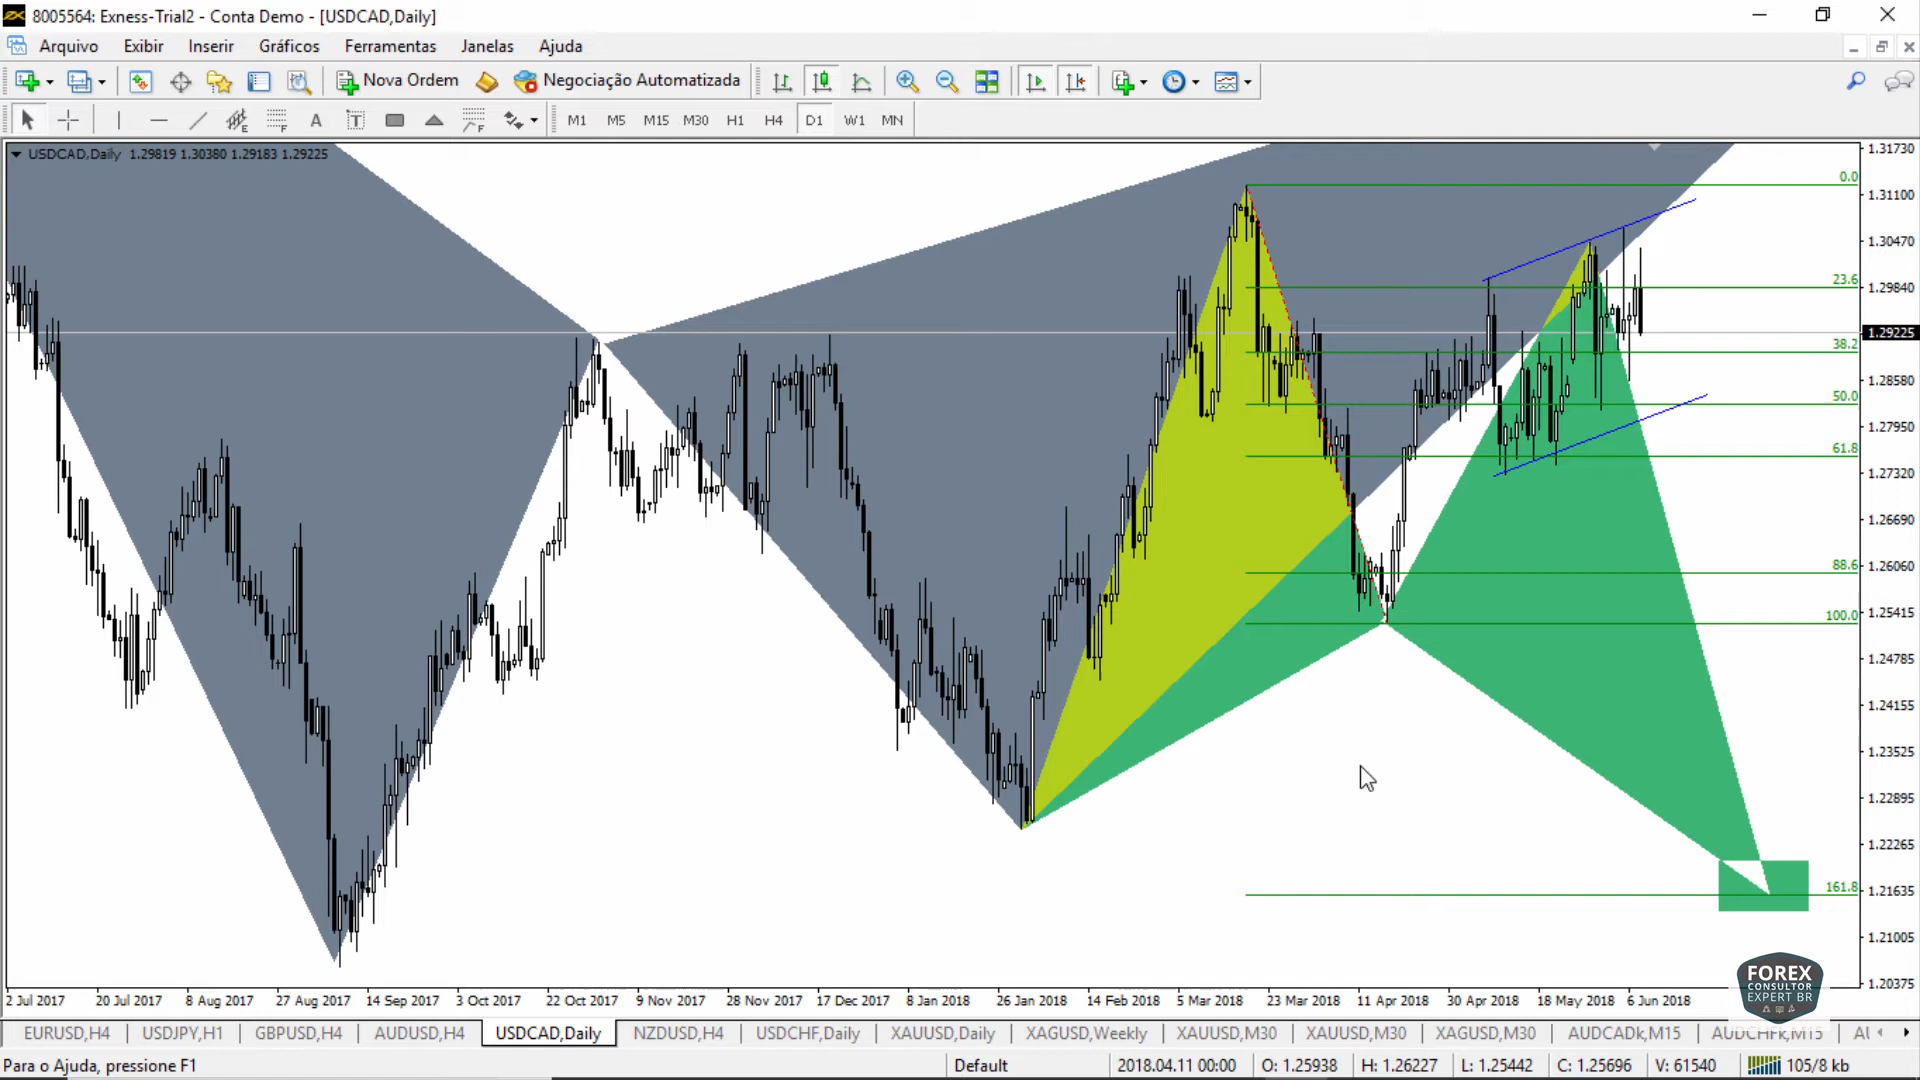 8005564: Exness-Trial2 - Conta Demo - [USDCAD,Daily]
Arquivo Exibir Inserir Gráficos Ferramentas Janelas Ajuda
Nova Ordem Negociação Automatizada
A T F F M1 M5 M15 M30 H1 H4 D1 W1 MN
USDCAD,Daily 1.29819 1.30380 1.29183 1.29225
1.31730
0.0
1.31100
1.30470
23.6
1.29840
1.29225
38.2
1.28580
50.0
1.27950
61.8
1.27320
1.26690
88.6
1.26060
100.0
1.25415
1.24785
1.24155
1.23525
1.22895
1.22265
161.8
1.21635
1.21005
1.20375
FOREX
CONSULTOR
EXPERT BR
2 Jul 2017 20 Jul 2017 8 Aug 2017 27 Aug 2017 14 Sep 2017 3 Oct 2017 22 Oct 2017 9 Nov 2017 28 Nov 2017 17 Dec 2017 8 Jan 2018 26 Jan 2018 14 Feb 2018 5 Mar 2018 23 Mar 2018 11 Apr 2018 30 Apr 2018 18 May 2018 6 Jun 2018
EURUSD,H4 USDJPY,H1 GBPUSD,H4 AUDUSD,H4 USDCAD,Daily NZDUSD,H4 USDCHF,Daily XAUUSD,Daily XAGUSD,Weekly XAUUSD,M30 XAUUSD,M30 XAGUSD,M30 AUDCADk,M15 AUDCHFk,M15
Para o Ajuda, pressione F1 Default 2018.04.11 00:00 O: 1.25938 H: 1.26227 L: 1.25442 C: 1.25696 V: 61540 105/8 kb